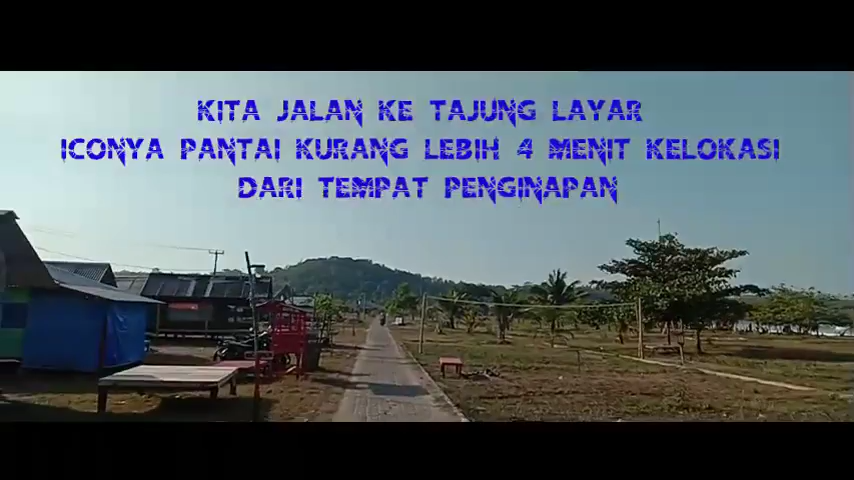 KITA JALAN KE TAJUNG LAYAR
ICONYA PANTAI KURANG LEBIH 4 MENIT KELOKASI
DARI TEMPAT PENGINAPAN